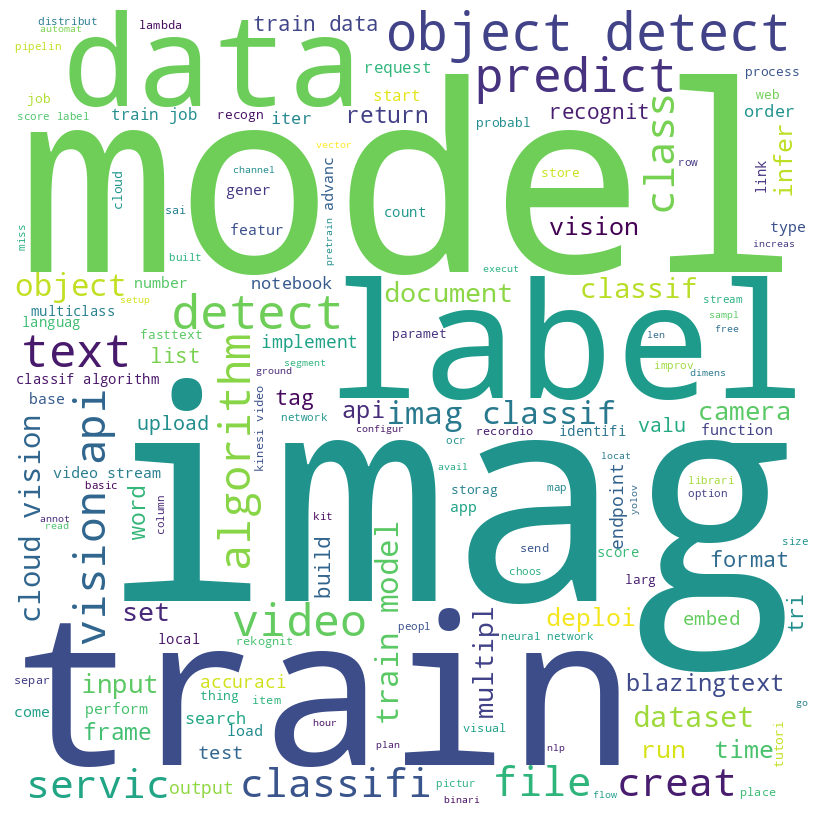 distribut
lambda
train data
object detect
automat
data
pipelin
request
predict
process
job
start
web
score label
train job
recogn
iter
return
recognit
order
probabl
model
class
infer
link
channel
vector
advanc
row
cloud
gener
store
sai
count
vision
type
featur
pretrain
increas
miss
built
execut
object
number
notebook
document
classif
stream
setup
detect
multiclass
label
sampl
free
languag
fasttext
paramet
len
text
list
algorithm
implement
segment
improv
classif algorithm
ground
dimens
base
tag
api
imag classif
camera
upload
network
configur
recordio
identifi
valu
function
cloud vision
vision api
kinesi video
imag
ocr
locat
video stream
avail
basic
word
column
storag
map
endpoint
yolov
librari
option
annot
app
read
build
kit
train model
send
score
format
size
choos
larg
set
video
multipl
deploi
embed
tri
local
rekognit
peopl
neural network
train
separ
input
accuraci
blazingtext
thing
item
come
perform
search
hour
dataset
go
frame
load
visual
test
plan
nlp
run
time
tutori
servic
output
classifi
pictur
binari
file
flow
creat
place